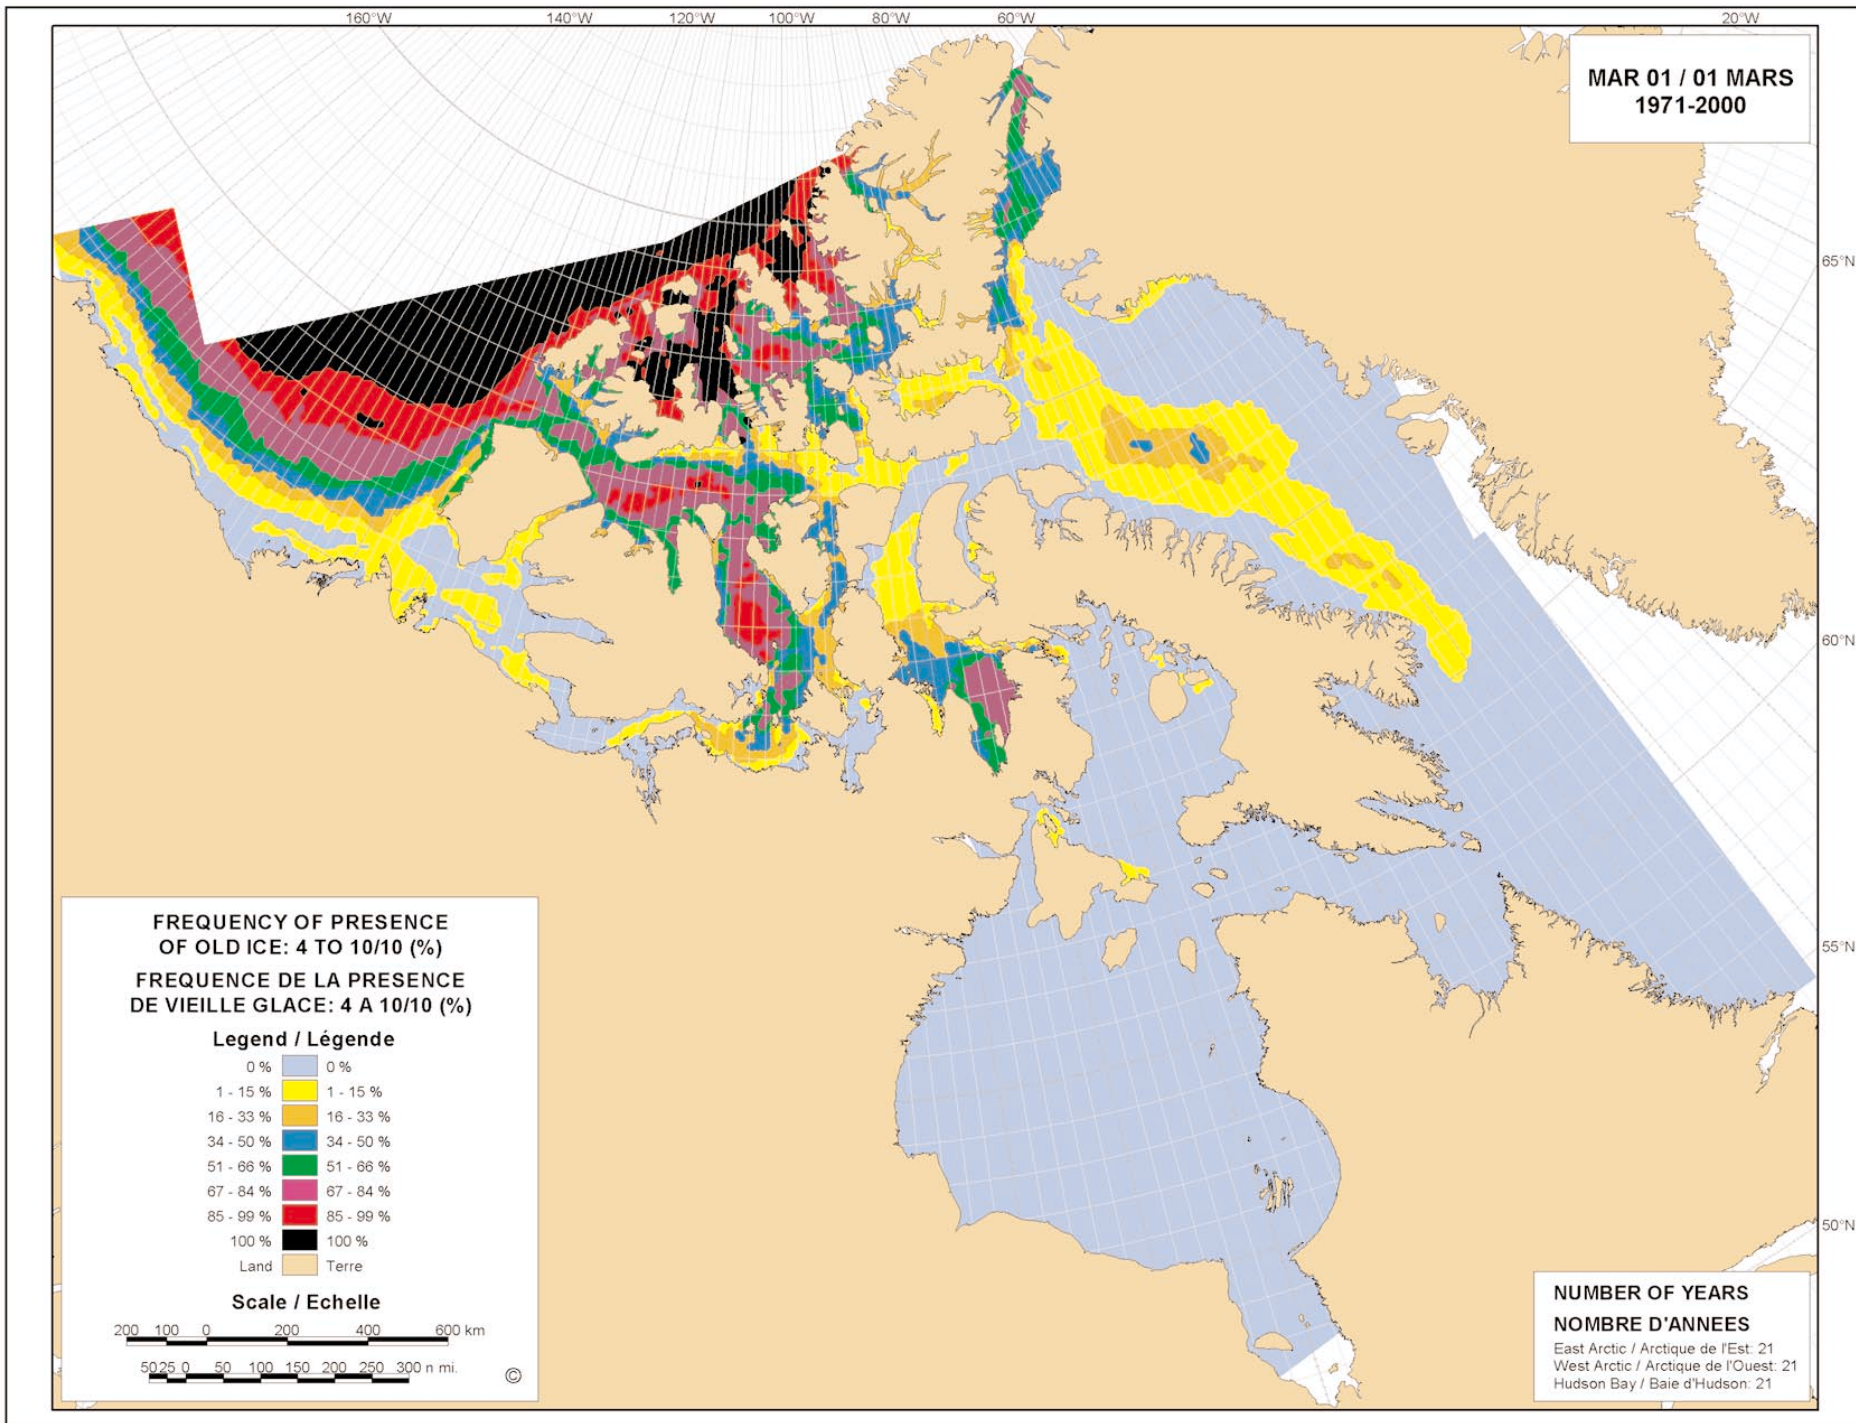 160°W 140°W 120°W 100°W 80°W 60°W 20°W
MAR 01 / 01 MARS
1971-2000
65°N
60°N
55°N
50°N
FREQUENCY OF PRESENCE
OF OLD ICE: 4 TO 10/10 (%)
FREQUENCE DE LA PRESENCE
DE VIEILLE GLACE: 4 A 10/10 (%)
Legend / Légende
0 % 0 %
1 - 15 % 1 - 15 %
16 - 33 % 16 - 33 %
34 - 50 % 34 - 50 %
51 - 66 % 51 - 66 %
67 - 84 % 67 - 84 %
85 - 99 % 85 - 99 %
100 % 100 %
Land Terre
Scale / Echelle
200 100 0 200 400 600 km
50 25 0 50 100 150 200 250 300 n mi.
©
NUMBER OF YEARS
NOMBRE D'ANNEES
East Arctic / Arctique de l'Est: 21
West Arctic / Arctique de l'Ouest: 21
Hudson Bay / Baie d'Hudson: 21